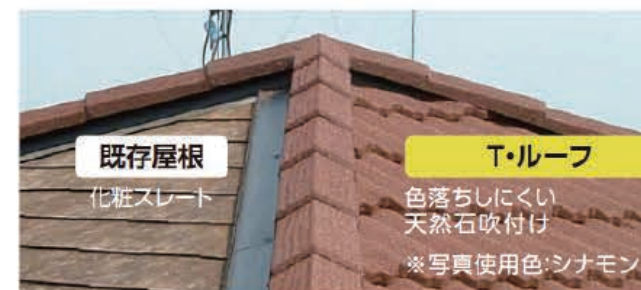 既存屋根
化粧スレート
T・ルーフ
色落ちしにくい
天然石吹付け
※写真使用色:シナモン